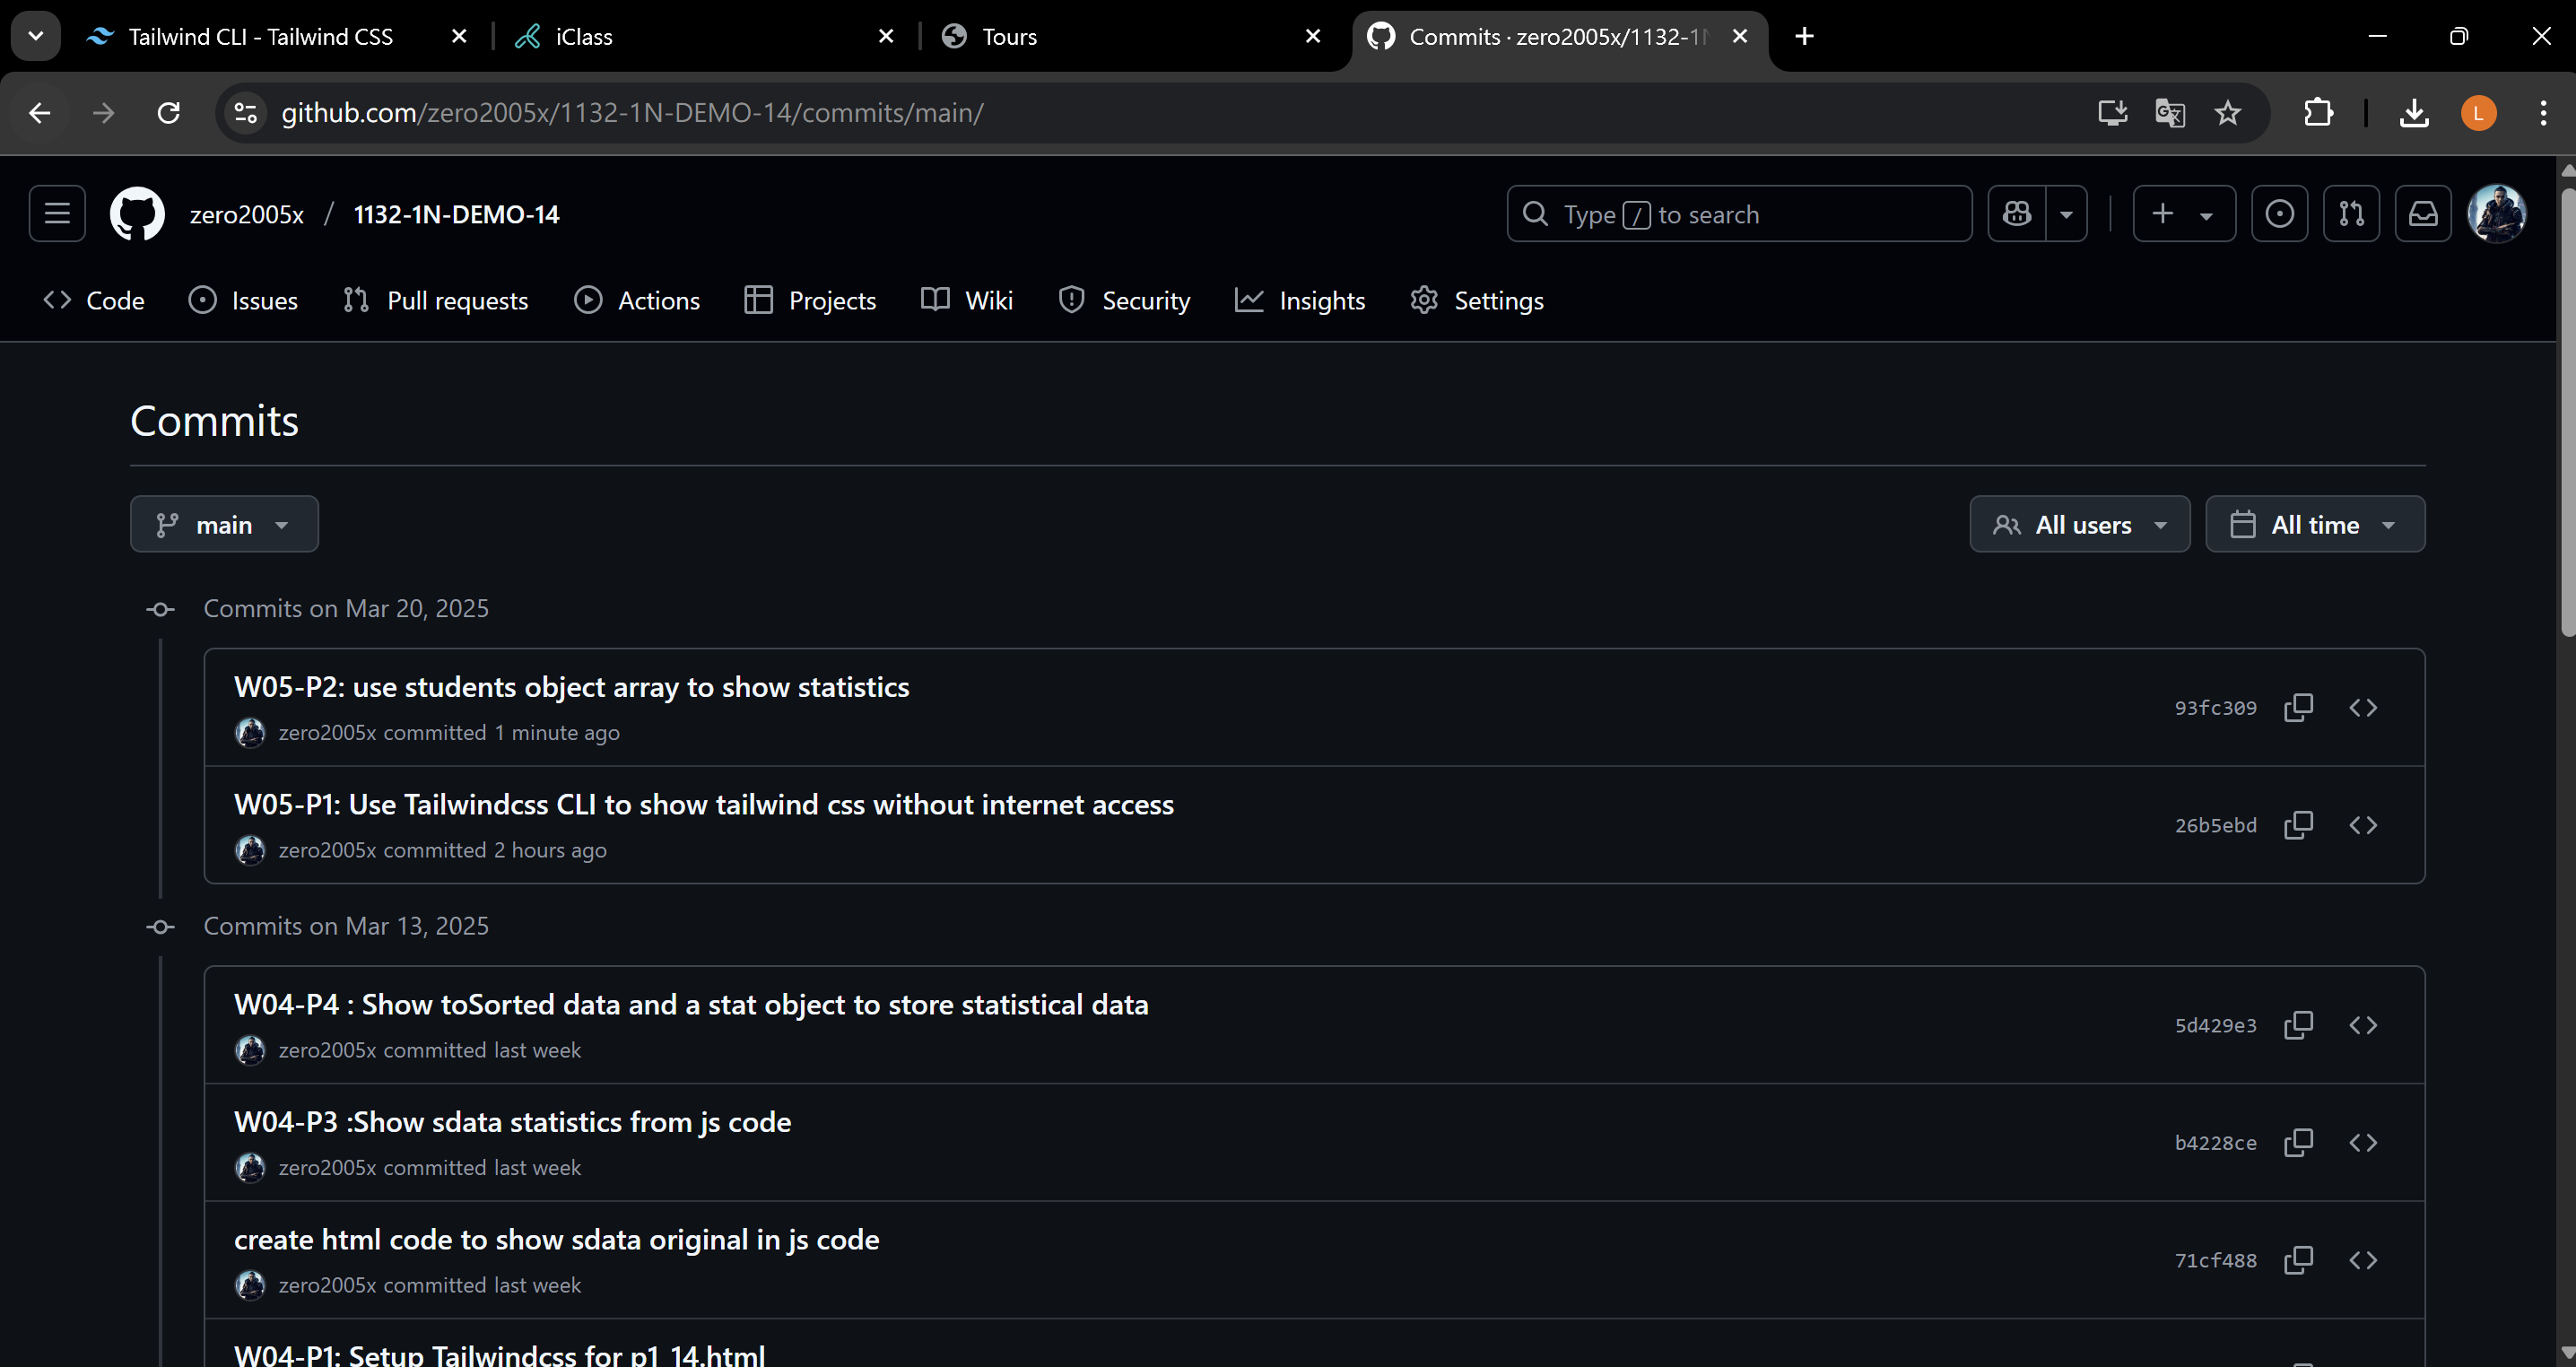 Tailwind CLI - Tailwind CSS
iClass
Tours
Commits · zero2005x/1132-1N
github.com/zero2005x/1132-1N-DEMO-14/commits/main/
L
zero2005x / 1132-1N-DEMO-14
Type / to search
Code
Issues
Pull requests
Actions
Projects
Wiki
Security
Insights
Settings
Commits
main
All users
All time
Commits on Mar 20, 2025
W05-P2: use students object array to show statistics
zero2005x committed 1 minute ago
93fc309
W05-P1: Use Tailwindcss CLI to show tailwind css without internet access
zero2005x committed 2 hours ago
26b5ebd
Commits on Mar 13, 2025
W04-P4 : Show toSorted data and a stat object to store statistical data
zero2005x committed last week
5d429e3
W04-P3 :Show sdata statistics from js code
zero2005x committed last week
b4228ce
create html code to show sdata original in js code
zero2005x committed last week
71cf488
W04-P1: Setup Tailwindcss for p1_14.html